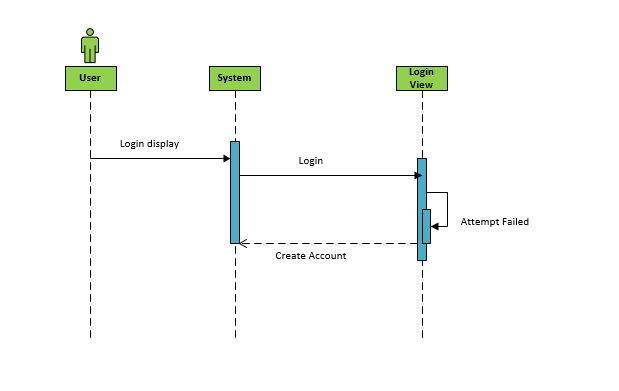 User
System
Login
View
Login display
Login
Attempt Failed
Create Account